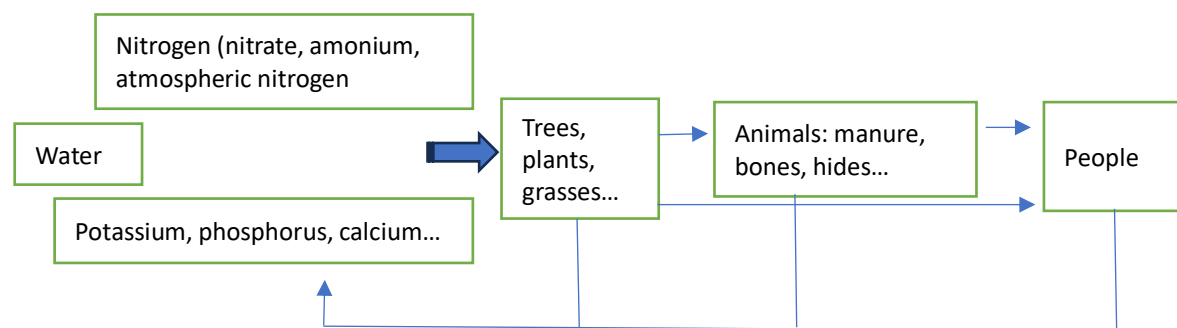 Nitrogen (nitrate, amonium,
atmospheric nitrogen
Water
Potassium, phosphorus, calcium…
Trees,
plants,
grasses…
Animals: manure,
bones, hides…
People